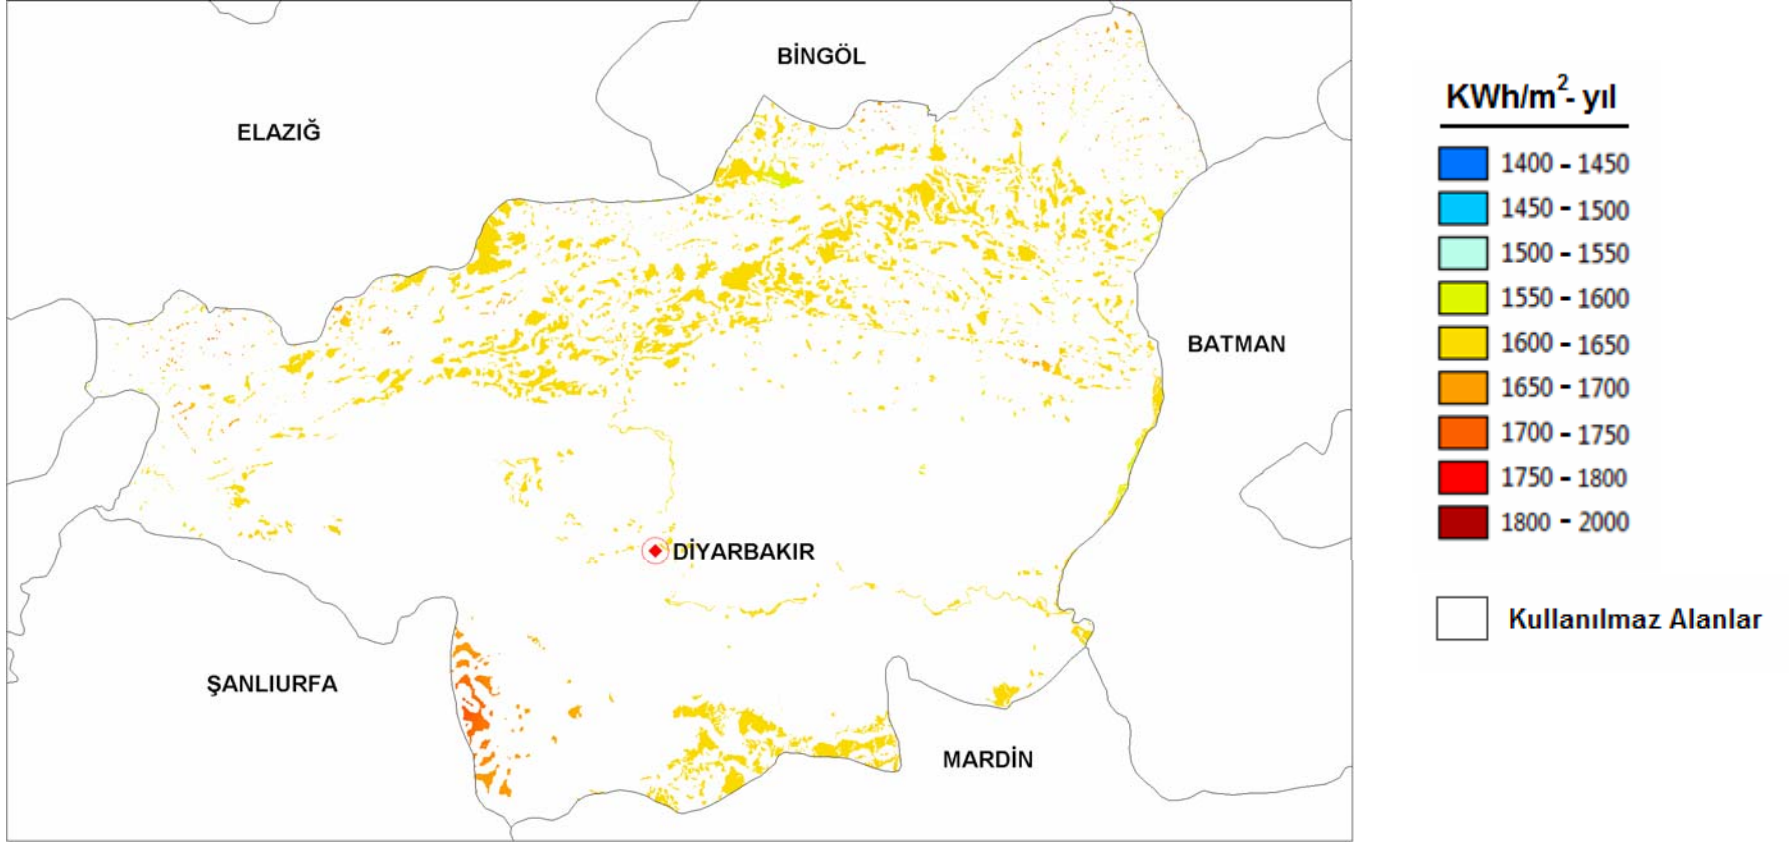 BİNGÖL
ELAZIĞ
BATMAN
DİYARBAKIR
ŞANLIURFA
MARDİN
KWh/m²- yıl
1400 - 1450
1450 - 1500
1500 - 1550
1550 - 1600
1600 - 1650
1650 - 1700
1700 - 1750
1750 - 1800
1800 - 2000
Kullanılmaz Alanlar